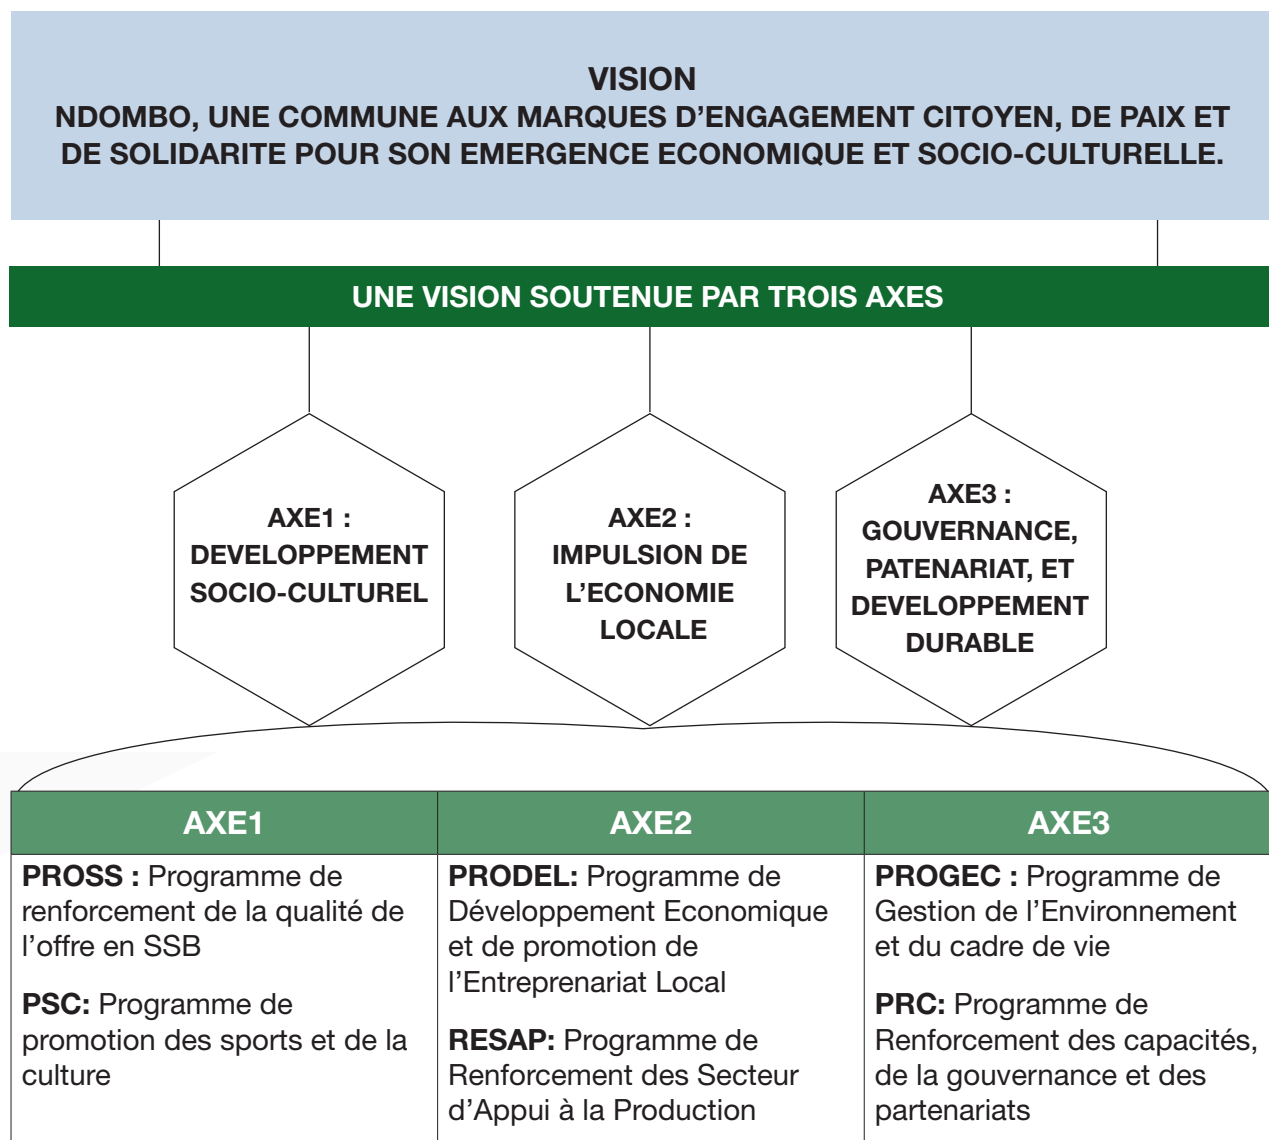 VISION
NDOMBO, UNE COMMUNE AUX MARQUES D'ENGAGEMENT CITOYEN, DE PAIX ET
DE SOLIDARITE POUR SON EMERGENCE ECONOMIQUE ET SOCIO-CULTURELLE.
UNE VISION SOUTENUE PAR TROIS AXES
AXE1 :
DEVELOPPEMENT
SOCIO-CULTUREL
AXE2 :
IMPULSION DE
L'ECONOMIE
LOCALE
AXE3 :
GOUVERNANCE,
PATENARIAT, ET
DEVELOPPEMENT
DURABLE
AXE1
PROSS : Programme de
renforcement de la qualité de
l'offre en SSB
PSC: Programme de
promotion des sports et de la
culture
AXE2
PRODEL: Programme de
Développement Economique
et de promotion de
l'Entreprenariat Local
RESAP: Programme de
Renforcement des Secteur
d'Appui à la Production
AXE3
PROGEC : Programme de
Gestion de l'Environnement
et du cadre de vie
PRC: Programme de
Renforcement des capacités,
de la gouvernance et des
partenariats